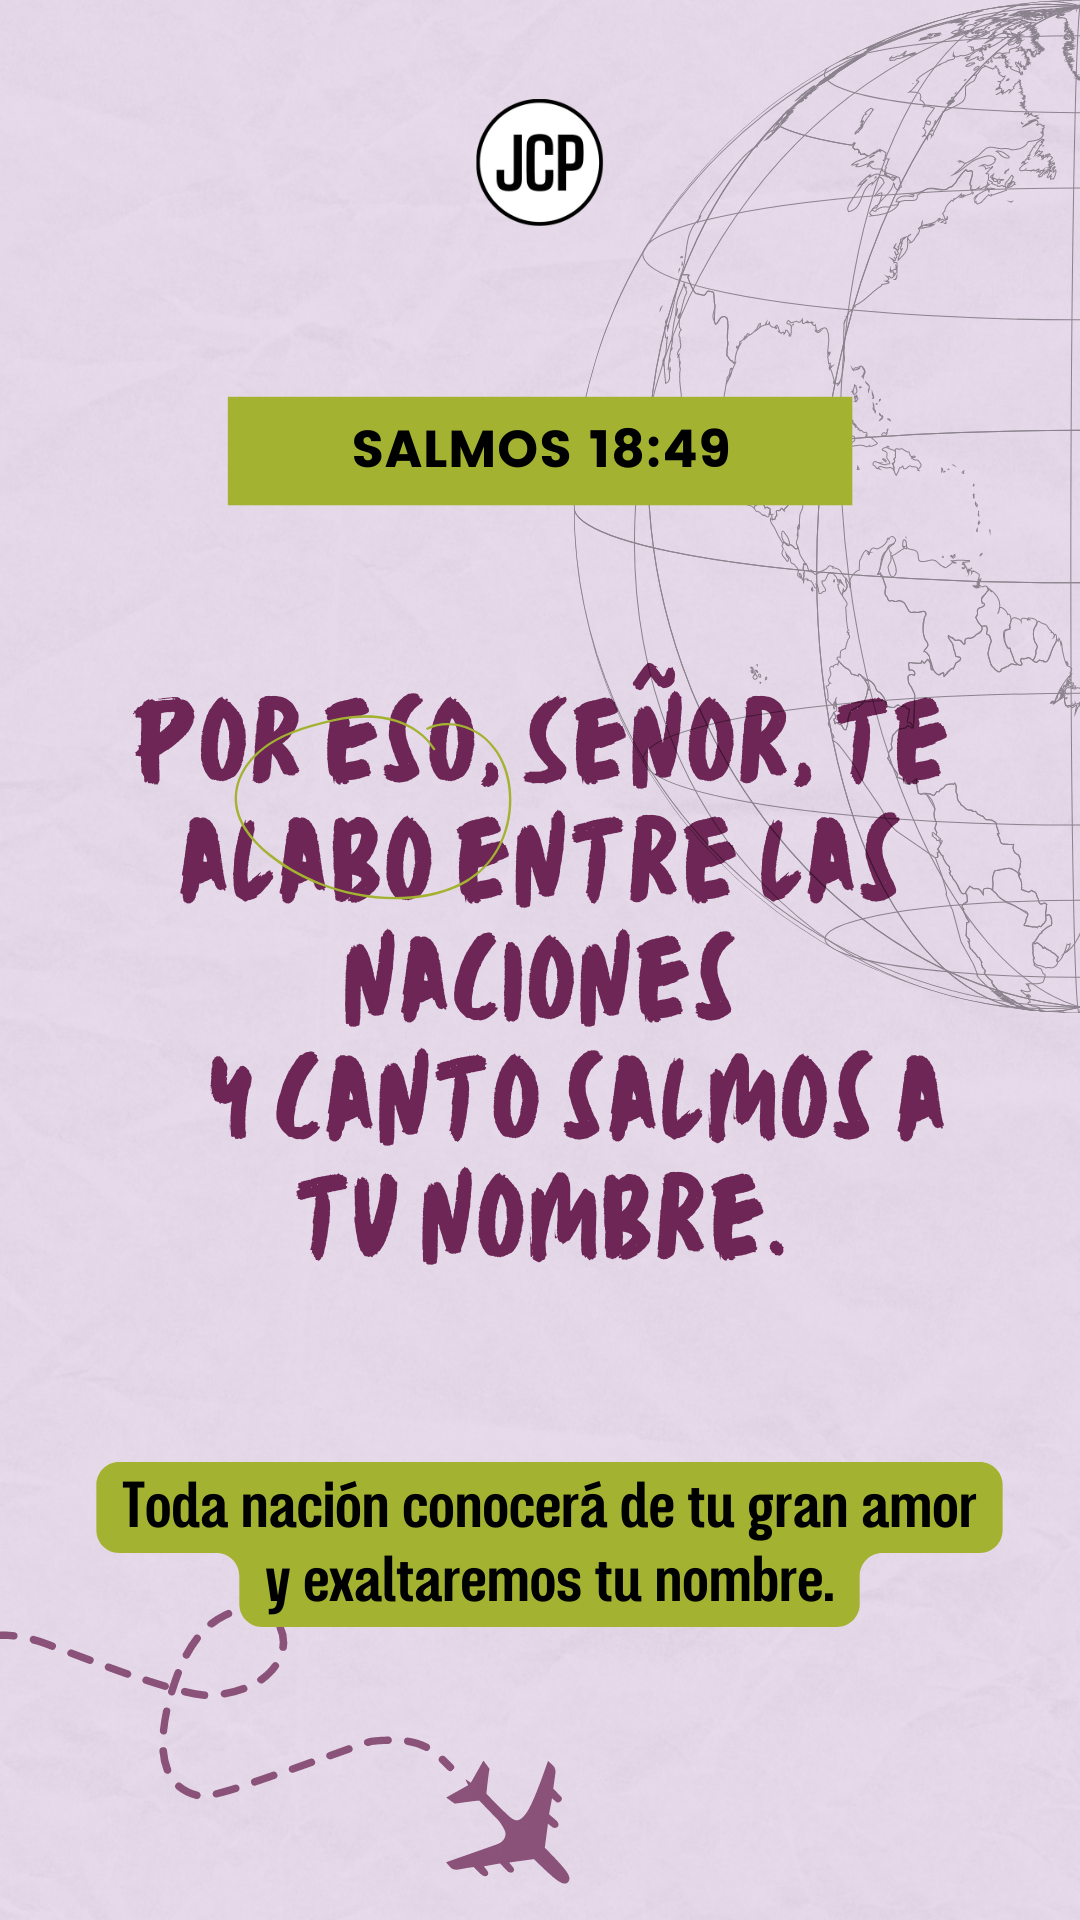 JCP
SALMOS 18:49
POR ESO, SEÑOR, TE
ALABO ENTRE LAS
NACIONES
Y CANTO SALMOS A
TU NOMBRE.
Toda nación conocerá de tu gran amor
y exaltaremos tu nombre.